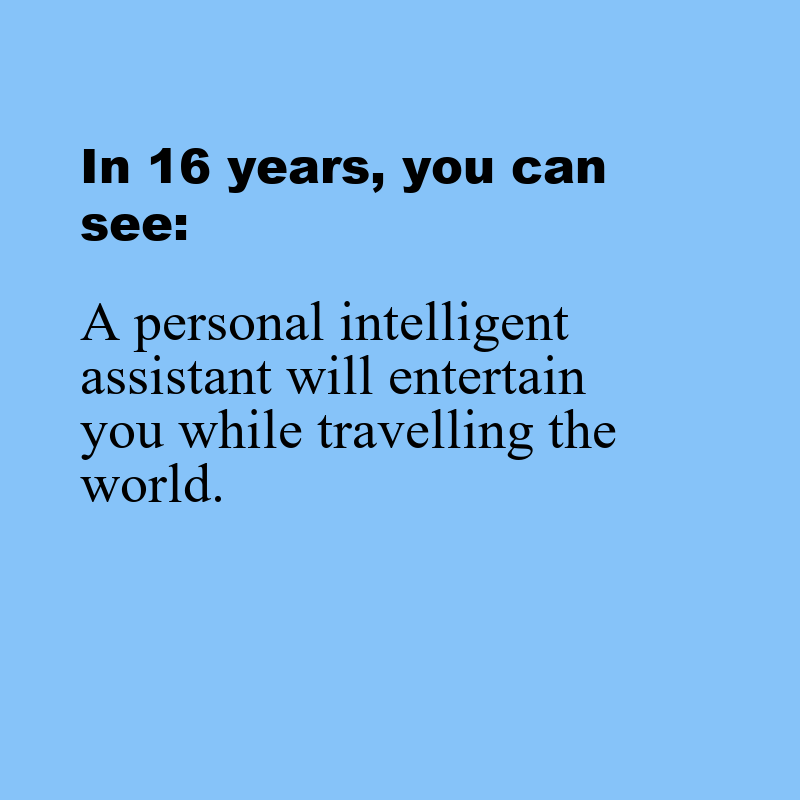 In 16 years, you can
see:
A personal intelligent
assistant will entertain
you while travelling the
world.